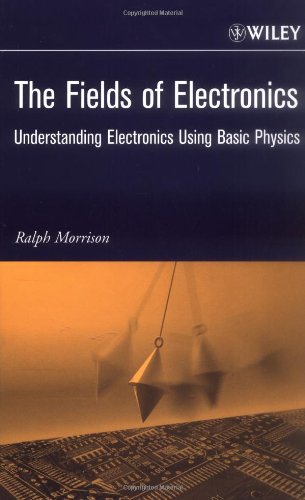 WILEY
The Fields of Electronics
Understanding Electronics Using Basic Physics
Ralph Morrison